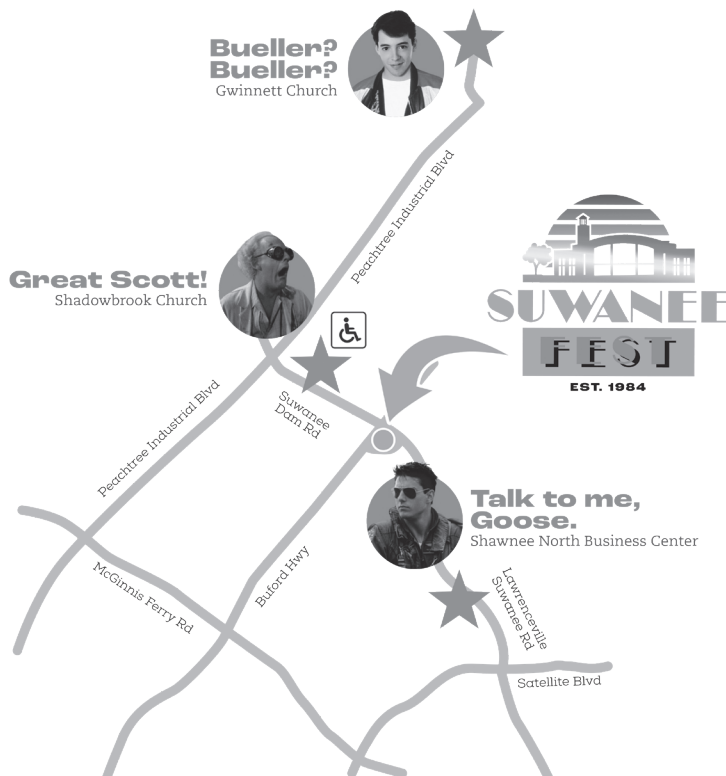 Bueller?
Bueller?
Gwinnett Church
Peachtree Industrial Blvd
Great Scott!
Shadowbrook Church
SUWANEE
FEST
EST. 1984
Suwanee
Dam Rd
Peachtree Industrial Blvd
Talk to me,
Goose.
Shawnee North Business Center
Buford Hwy
McGinnis Ferry Rd
Lawrenceville
Suwanee Rd
Satellite Blvd